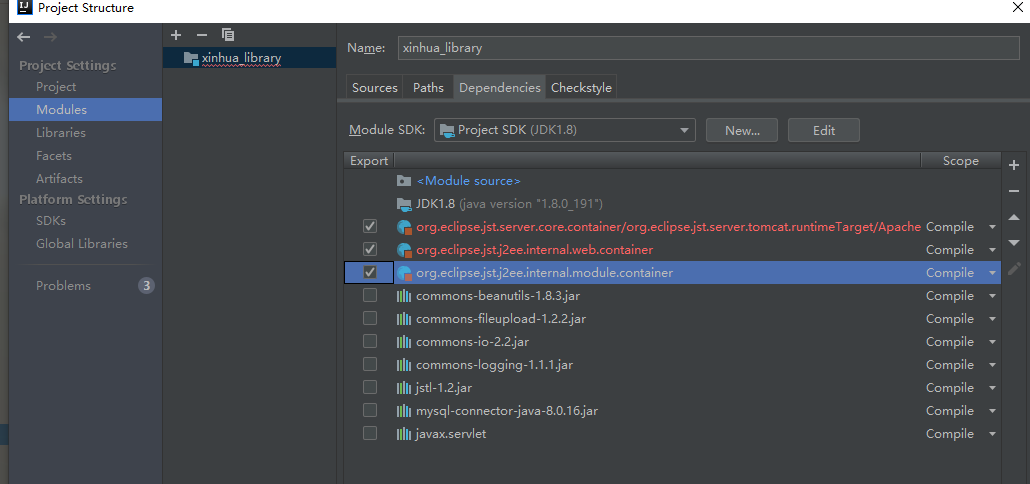 IJ Project Structure
Project Settings
Project
Modules
Libraries
Facets
Artifacts
Platform Settings
SDKs
Global Libraries
Problems 3
xinhua_library
Name: xinhua_library
Sources Paths Dependencies Checkstyle
Module SDK: Project SDK (JDK1.8) New... Edit
Export Scope
<Module source>
JDK1.8 (java version "1.8.0_191")
org.eclipse.jst.server.core.container/org.eclipse.jst.server.tomcat.runtimeTarget/Apache Compile
org.eclipse.jst.j2ee.internal.web.container Compile
org.eclipse.jst.j2ee.internal.module.container Compile
commons-beanutils-1.8.3.jar Compile
commons-fileupload-1.2.2.jar Compile
commons-io-2.2.jar Compile
commons-logging-1.1.1.jar Compile
jstl-1.2.jar Compile
mysql-connector-java-8.0.16.jar Compile
javax.servlet Compile